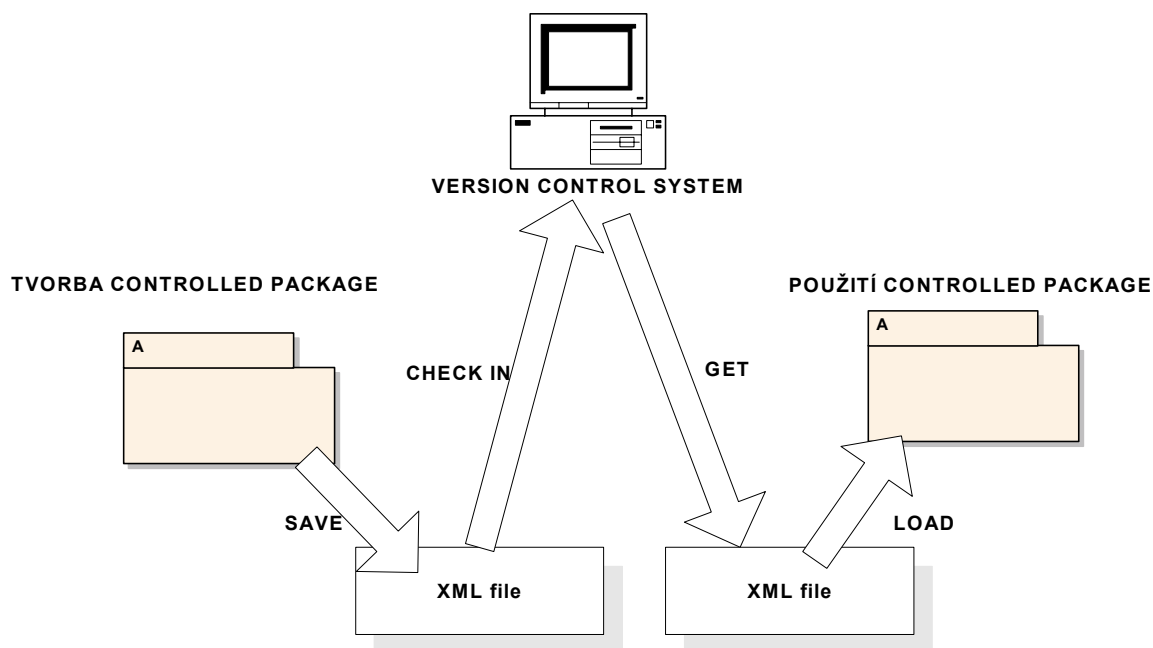 VERSION CONTROL SYSTEM
TVORBA CONTROLLED PACKAGE
POUŽITÍ CONTROLLED PACKAGE
A
A
CHECK IN
GET
SAVE
LOAD
XML file
XML file